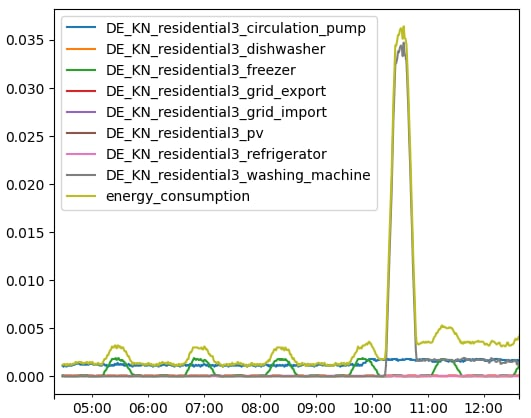 0.035
0.030
0.025
0.020
0.015
0.010
0.005
0.000
DE_KN_residential3_circulation_pump
DE_KN_residential3_dishwasher
DE_KN_residential3_freezer
DE_KN_residential3_grid_export
DE_KN_residential3_grid_import
DE_KN_residential3_pv
DE_KN_residential3_refrigerator
DE_KN_residential3_washing_machine
energy_consumption
05:00 06:00 07:00 08:00 09:00 10:00 11:00 12:00